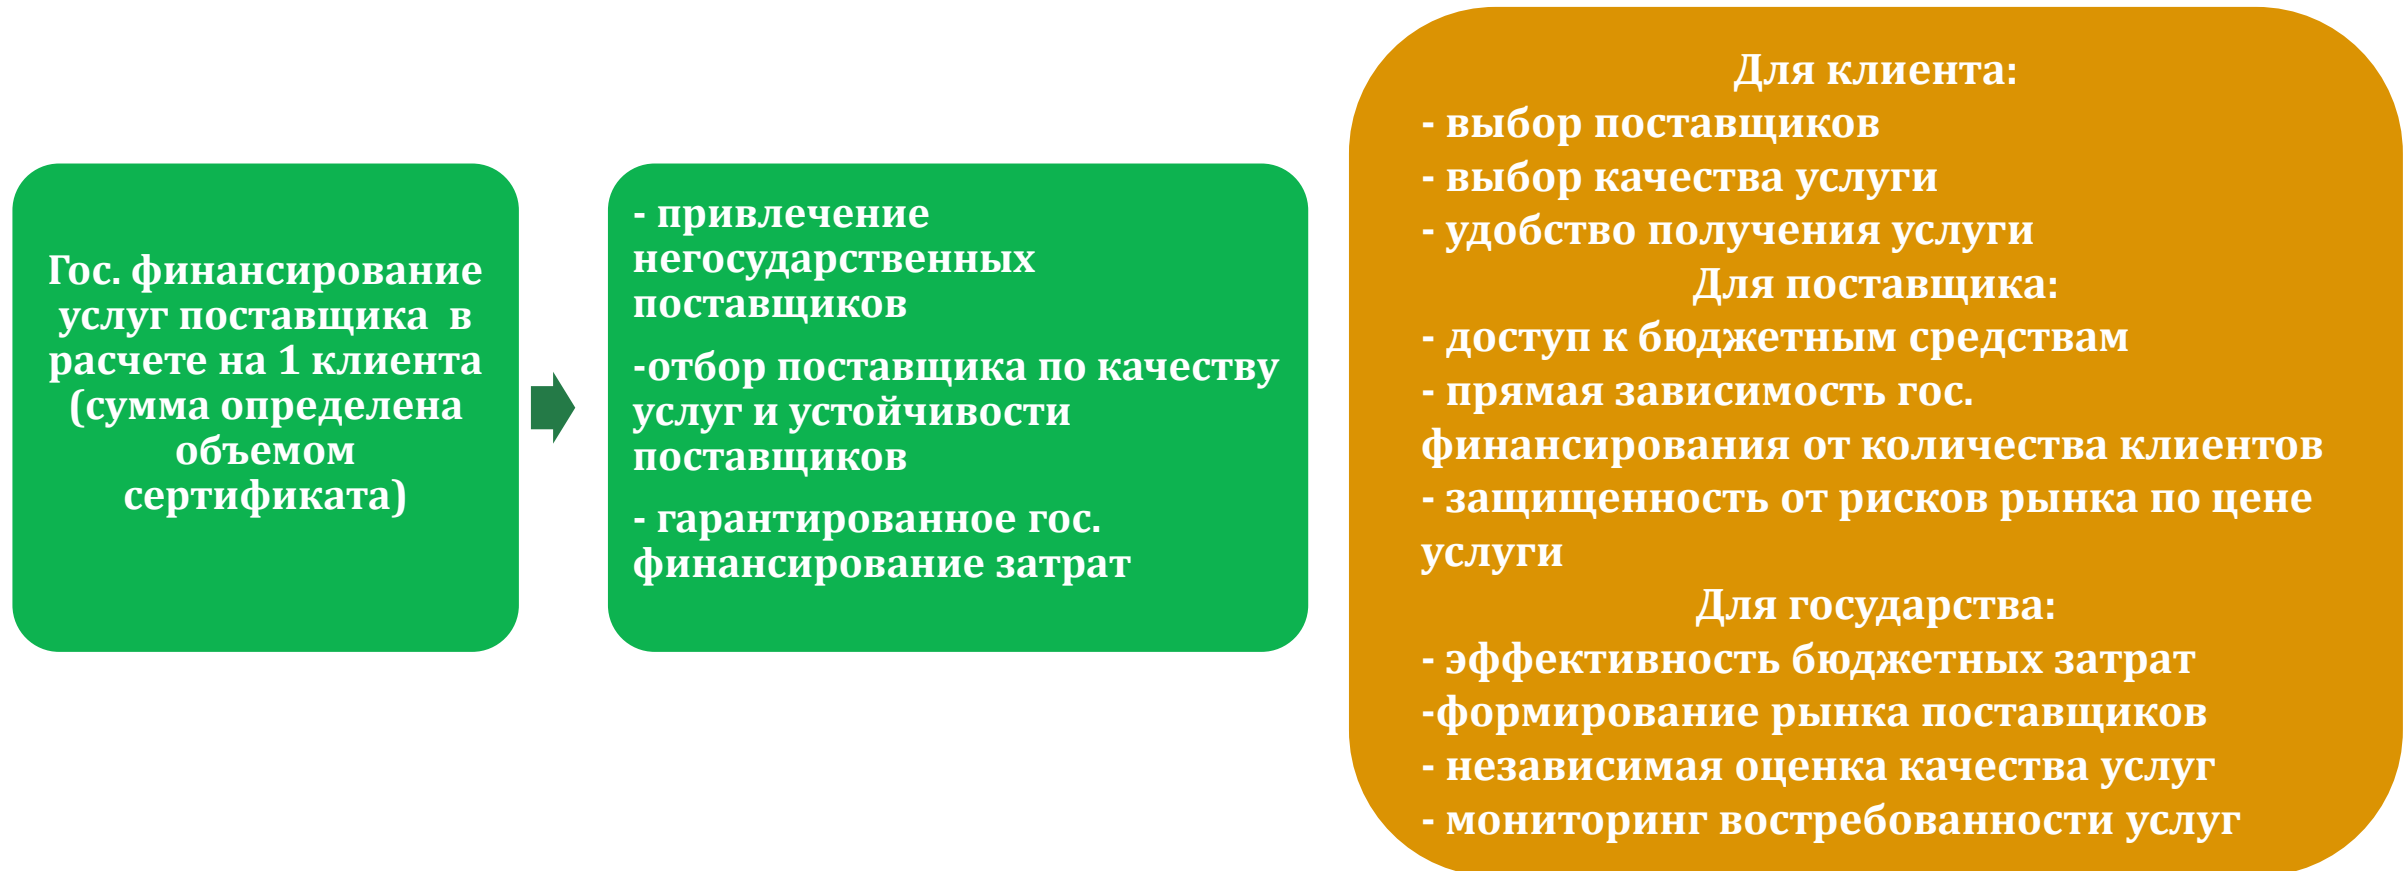 Гос. финансирование
услуг поставщика в
расчете на 1 клиента
(сумма определена
объемом
сертификата)
- привлечение
негосударственных
поставщиков
-отбор поставщика по качеству
услуг и устойчивости
поставщиков
- гарантированное гос.
финансирование затрат
Для клиента:
- выбор поставщиков
- выбор качества услуги
- удобство получения услуги
Для поставщика:
- доступ к бюджетным средствам
- прямая зависимость гос.
финансирования от количества клиентов
- защищенность от рисков рынка по цене
услуги
Для государства:
- эффективность бюджетных затрат
-формирование рынка поставщиков
- независимая оценка качества услуг
- мониторинг востребованности услуг